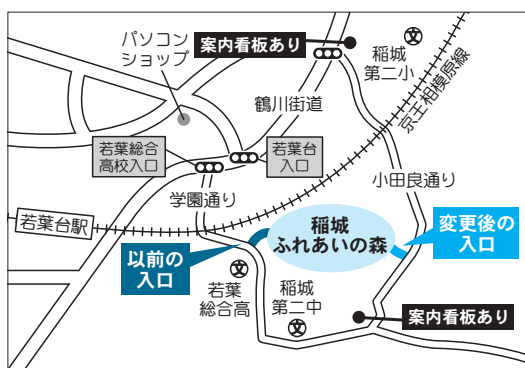 パソコン
ショップ
案内看板あり
稲城
第二小
鶴川街道
京王相模原線
若葉総合
高校入口
若葉台
入口
学園通り
小田良通り
若葉台駅
稲城
ふれあいの森
変更後の
入口
以前の
入口
若葉
総合高
稲城
第二中
案内看板あり
文
文
文